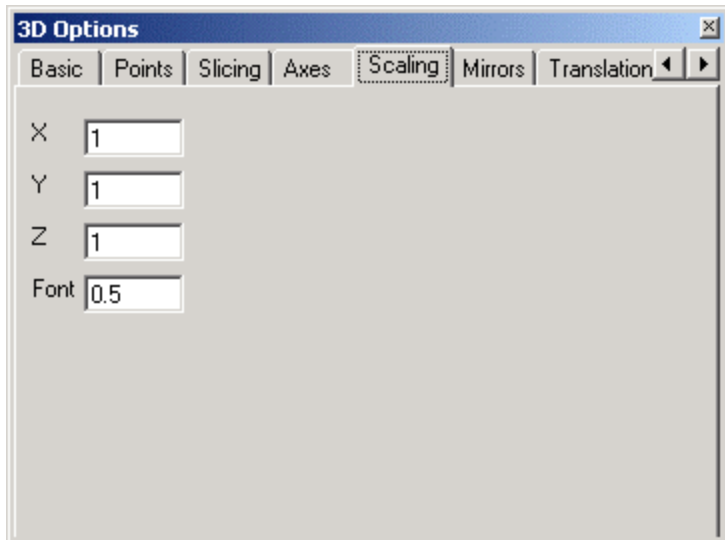 3D Options
Basic Points Slicing Axes Scaling Mirrors Translation
X 1
Y 1
Z 1
Font 0.5